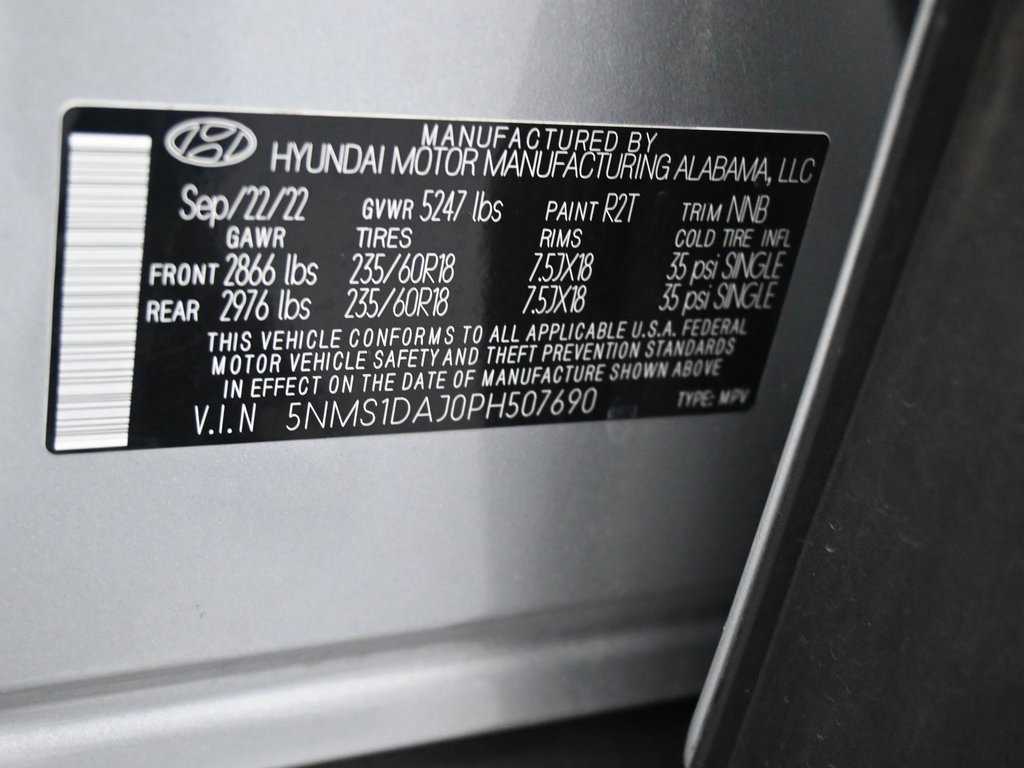 MANUFACTURED BY
HYUNDAI MOTOR MANUFACTURING ALABAMA, LLC
Sep/22/22 GVWR 5247 lbs PAINT R2T TRIM NNB
GAWR TIRES RIMS COLD TIRE INFL
FRONT 2866 lbs 235/60R18 7.5JX18 35 psi SINGLE
REAR 2976 lbs 235/60R18 7.5JX18 35 psi SINGLE
THIS VEHICLE CONFORMS TO ALL APPLICABLE U.S.A. FEDERAL
MOTOR VEHICLE SAFETY AND THEFT PREVENTION STANDARDS
IN EFFECT ON THE DATE OF MANUFACTURE SHOWN ABOVE
V.I.N 5NMS1DAJ0PH507690 TYPE: MPV